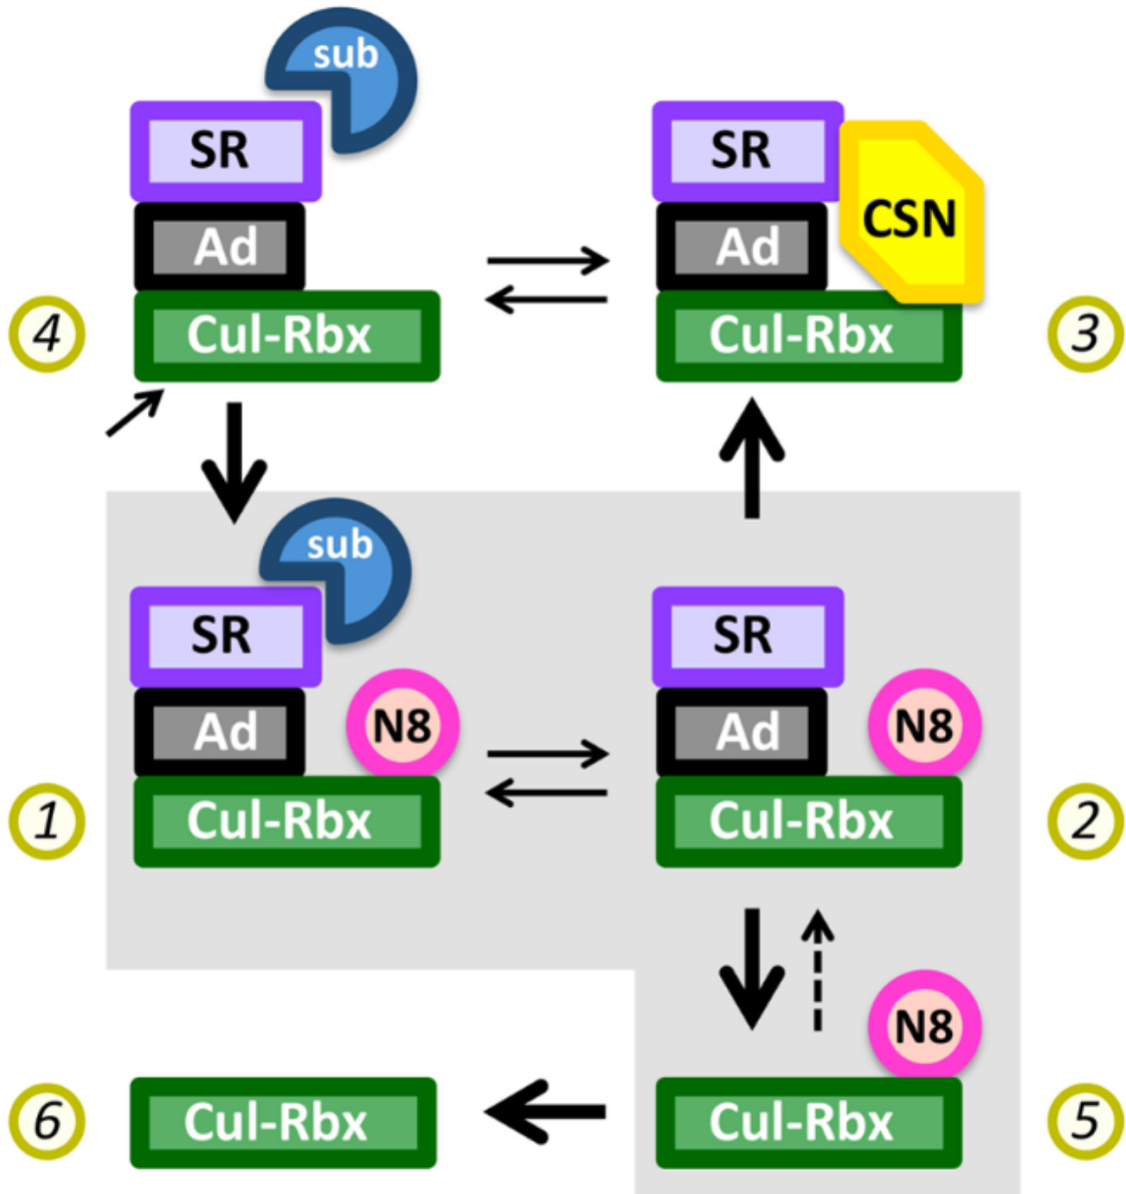 sub
SR
SR
CSN
Ad
Ad
4
Cul-Rbx
Cul-Rbx
3
sub
SR
SR
Ad
N8
Ad
N8
1
Cul-Rbx
Cul-Rbx
2
N8
6
Cul-Rbx
Cul-Rbx
5